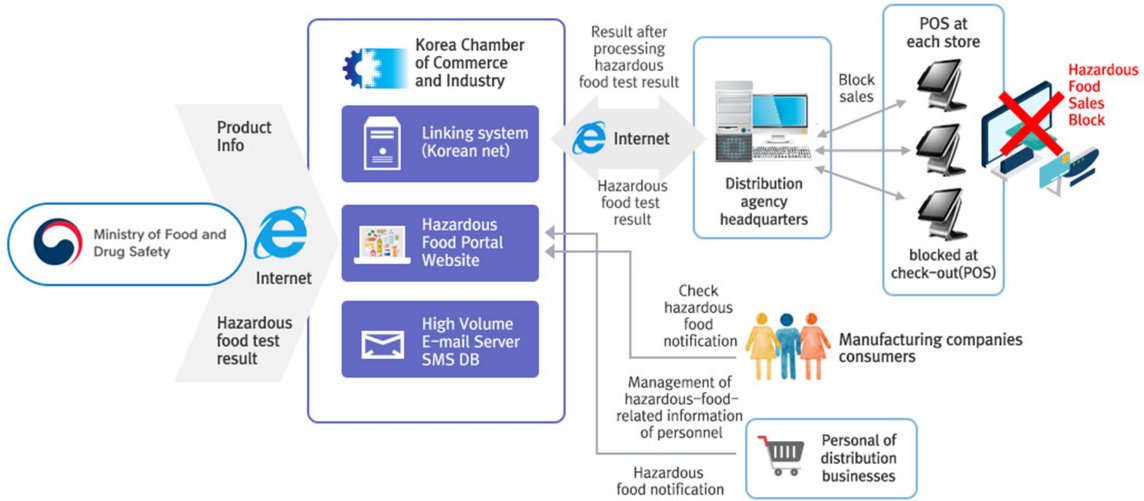 Ministry of Food and
Drug Safety
Product
Info
Internet
Hazardous
food test
result
Korea Chamber
of Commerce
and Industry
Linking system
(Korean net)
Hazardous
Food Portal
Website
High Volume
E-mail Server
SMS DB
Result after
processing
hazardous
food test result
Internet
Hazardous
food test
result
Distribution
agency
headquarters
Block
sales
POS at
each store
blocked at
check-out(POS)
Hazardous
Food
Sales
Block
Check
hazardous
food
notification
Manufacturing companies
consumers
Management of
hazardous-food-
related information
of personnel
Hazardous
food notification
Personal of
distribution
businesses